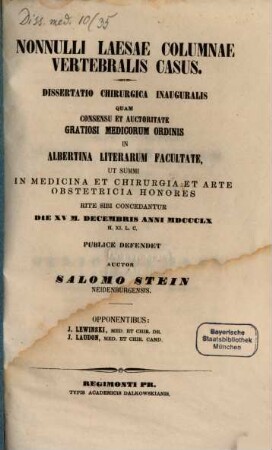 Diss. med. 10/35
NONNULLI LAESAE COLUMNAE
VERTEBRALIS CASUS.
DISSERTATIO CHIRURGICA INAUGURALIS
QUAM
CONSENSU ET AUCTORITATE
GRATIOSI MEDICORUM ORDINIS
IN
ALBERTINA LITERARUM FACULTATE,
UT SUMMI
IN MEDICINA ET CHIRURGIA ET ARTE
OBSTETRICIA HONORES
RITE SIBI CONCEDANTUR
DIE XV M. DECEMBRIS ANNI MDCCCLX
H. XI. L. C.
PUBLICE DEFENDET
AUCTOR
SALOMO STEIN
NEIDENBURGENSIS.
OPPONENTIBUS:
J. LEWINSKI, MED. ET CHIR. DR.
J. LAUDON, MED. ET CHIR. CAND.
Bayerische
Staatsbibliothek
München
REGIMONTI PR.
TYPIS ACADEMICIS DALKOWSKIANIS.